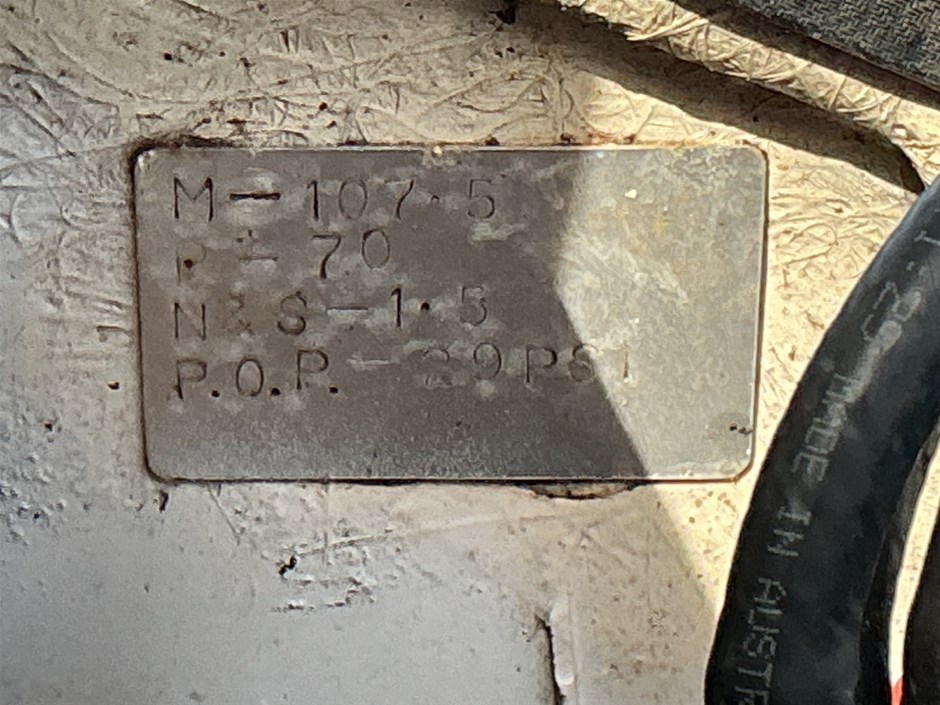 M-107.5
P-70
N&S-1.5
P.O.P.-29PSI
MADE IN AUSTR